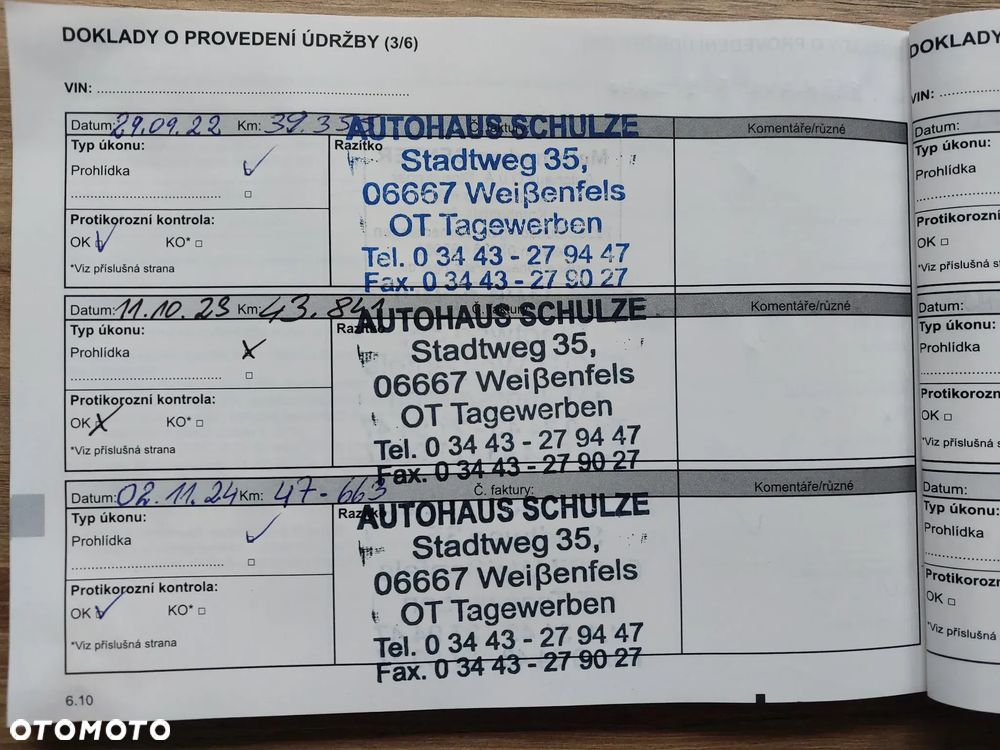 DOKLADY O PROVEDENÍ ÚDRŽBY (3/6)
VIN: ........................................................................
Datum: 29.09.22 Km: 39.35 Č. faktury: Komentáře/různé
Typ úkonu:
Prohlídka
Razítko
AUTOHAUS SCHULZE
Stadtweg 35,
06667 Weißenfels
OT Tagewerben
Tel. 0 34 43 - 27 94 47
Fax. 0 34 43 - 27 90 27
Protikorozní kontrola:
OK KO*
*Viz příslušná strana
Datum: 11.10.23 Km: 43.841 Č. faktury: Komentáře/různé
Typ úkonu:
Prohlídka
Razítko
AUTOHAUS SCHULZE
Stadtweg 35,
06667 Weißenfels
OT Tagewerben
Tel. 0 34 43 - 27 94 47
Fax. 0 34 43 - 27 90 27
Protikorozní kontrola:
OK KO*
*Viz příslušná strana
Datum: 02.11.24 Km: 47-663 Č. faktury: Komentáře/různé
Typ úkonu:
Prohlídka
Razítko
AUTOHAUS SCHULZE
Stadtweg 35,
06667 Weißenfels
OT Tagewerben
Tel. 0 34 43 - 27 94 47
Fax. 0 34 43 - 27 90 27
Protikorozní kontrola:
OK KO*
*Viz příslušná strana
6.10
DOKLADY
VIN:
Datum:
Typ úkonu:
Prohlídka
Protikorozní
OK
*Viz příslušná
Datum:
Typ úkonu:
Prohlídka
Protikorozní
OK
*Viz příslušná
Datum:
Typ úkonu:
Prohlídka
Protikorozní
OK
*Viz příslušná
OTOMOTO